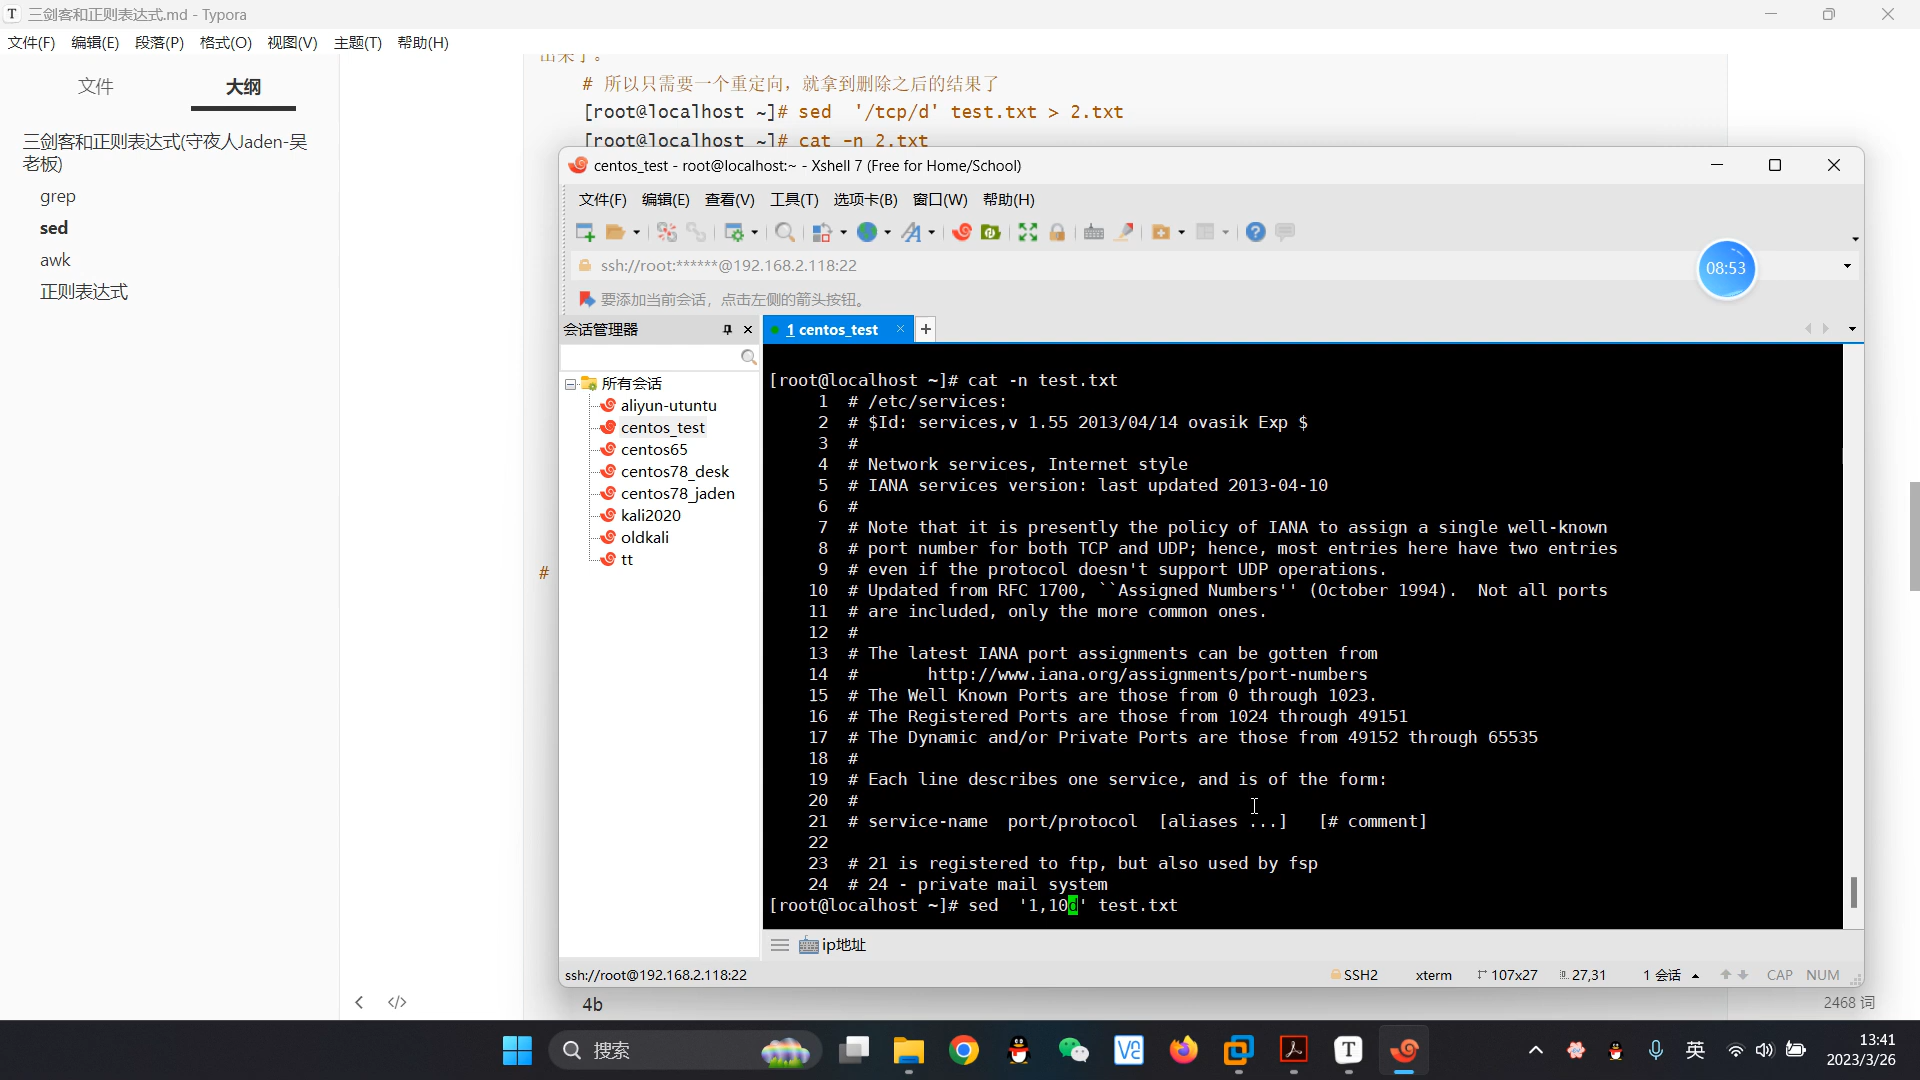 三剑客和正则表达式.md - Typora
文件(F) 编辑(E) 段落(P) 格式(O) 视图(V) 主题(T) 帮助(H)
文件 大纲
三剑客和正则表达式(守夜人Jaden-吴老板)
grep
sed
awk
正则表达式
出来了。
# 所以只需要一个重定向，就拿到删除之后的结果了
[root@localhost ~]# sed  '/tcp/d' test.txt > 2.txt
[root@localhost ~]# cat -n 2.txt
#
4b
2468 词
centos_test - root@localhost:~ - Xshell 7 (Free for Home/School)
文件(F) 编辑(E) 查看(V) 工具(T) 选项卡(B) 窗口(W) 帮助(H)
ssh://root:******@192.168.2.118:22
08:53
要添加当前会话，点击左侧的箭头按钮。
会话管理器
1 centos_test
所有会话
aliyun-utuntu
centos_test
centos65
centos78_desk
centos78_jaden
kali2020
oldkali
tt
[root@localhost ~]# cat -n test.txt
1 # /etc/services:
2 # $Id: services,v 1.55 2013/04/14 ovasik Exp $
3 #
4 # Network services, Internet style
5 # IANA services version: last updated 2013-04-10
6 #
7 # Note that it is presently the policy of IANA to assign a single well-known
8 # port number for both TCP and UDP; hence, most entries here have two entries
9 # even if the protocol doesn't support UDP operations.
10 # Updated from RFC 1700, ``Assigned Numbers'' (October 1994).  Not all ports
11 # are included, only the more common ones.
12 #
13 # The latest IANA port assignments can be gotten from
14 #       http://www.iana.org/assignments/port-numbers
15 # The Well Known Ports are those from 0 through 1023.
16 # The Registered Ports are those from 1024 through 49151
17 # The Dynamic and/or Private Ports are those from 49152 through 65535
18 #
19 # Each line describes one service, and is of the form:
20 #
21 # service-name  port/protocol  [aliases ...]   [# comment]
22
23 # 21 is registered to ftp, but also used by fsp
24 # 24 - private mail system
[root@localhost ~]# sed  '1,10d' test.txt
ip地址
ssh://root@192.168.2.118:22
SSH2 xterm 107x27 27,31 1 会话 CAP NUM
搜索
英
13:41
2023/3/26